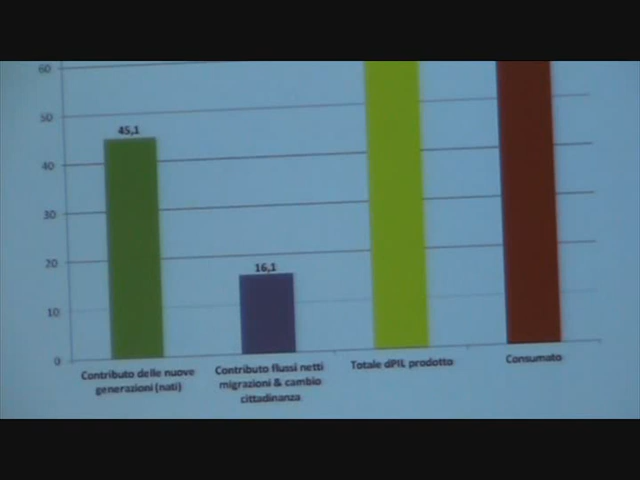 60
50
45,1
40
30
20
16,1
10
0
Contributo delle nuove
generazioni (nati)
Contributo flussi netti
migrazioni & cambio
cittadinanza
Totale dPIL prodotto
Consumato